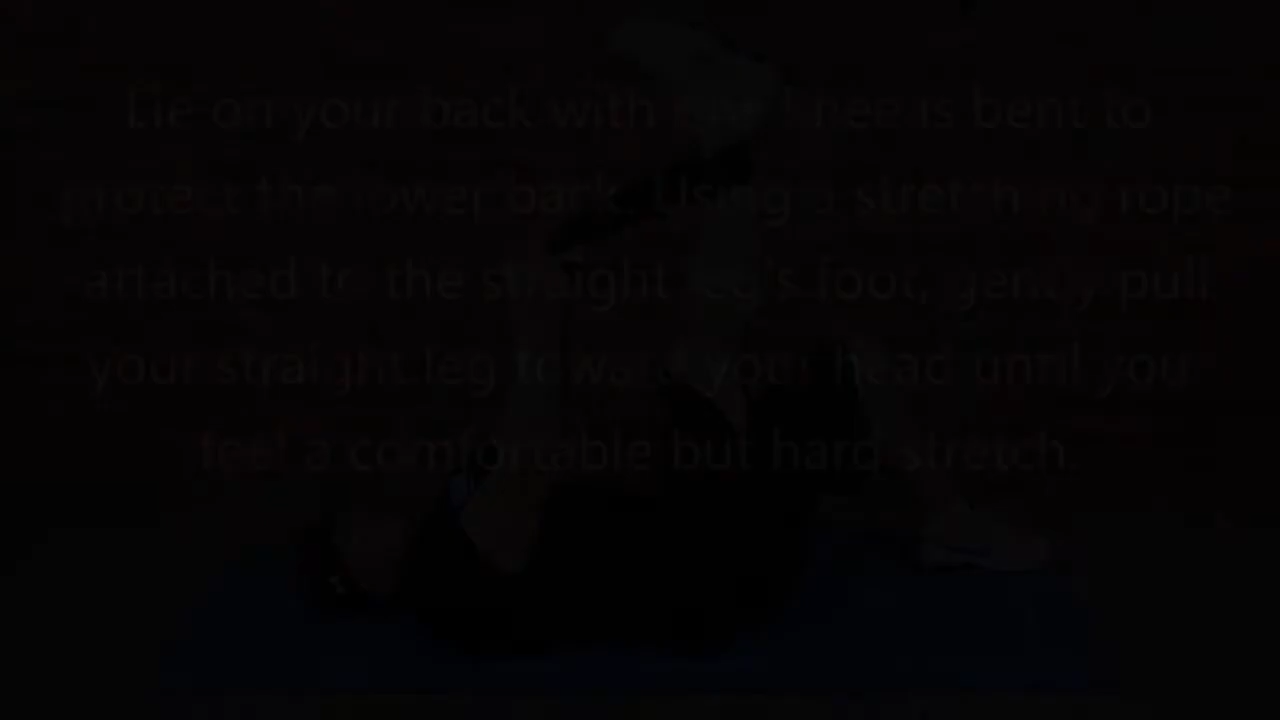 Lie on your back with one knee is bent to
protect the lower back. Using a stretching rope
attached to the straight leg's foot, gently pull
your straight leg toward your head until you
feel a comfortable but hard stretch.